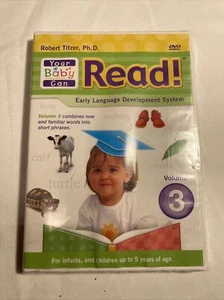 Robert Titzer, Ph.D.
DVD
Your
Baby
Can
Read!
Early Language Development System
Volume 3 combines new
and familiar words into
short phrases.
calf
turtle
Volume
3
For infants, and children up to 5 years of age.